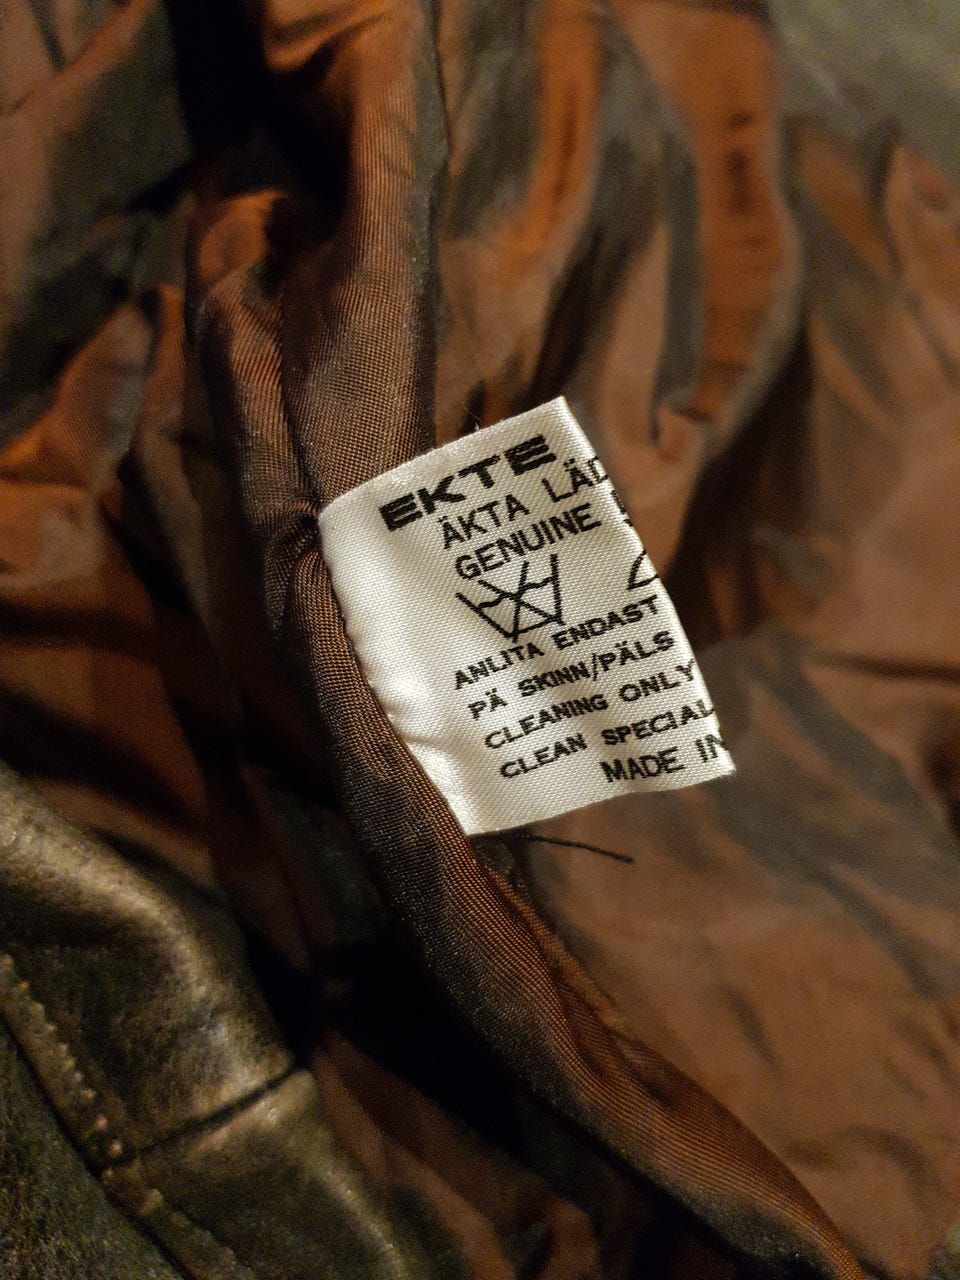 EKTE
ÄKTA LÄD
GENUINE
ANLITA ENDAST
PÅ SKINN/PÄLS
CLEANING ONLY
CLEAN SPECIAL
MADE IN